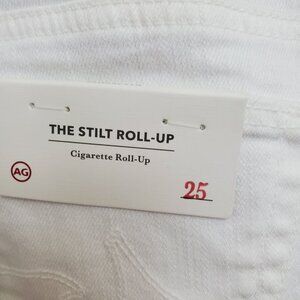 THE STILT ROLL-UP
Cigarette Roll-Up
AG
25